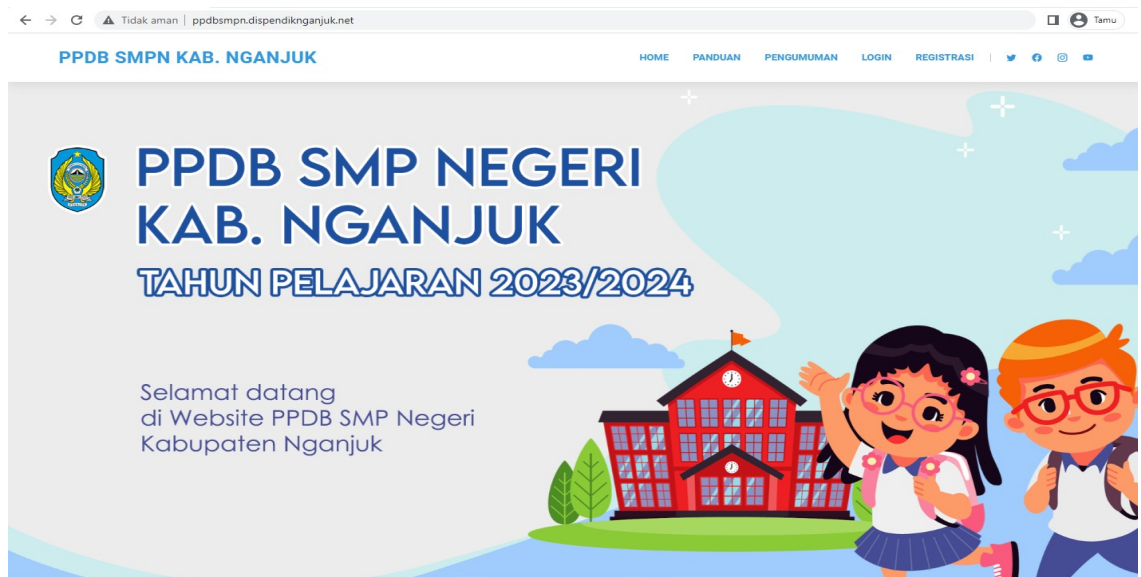 Tidak aman | ppdbsmpn.dispendiknganjuk.net
Tamu
PPDB SMPN KAB. NGANJUK
HOME PANDUAN PENGUMUMAN LOGIN REGISTRASI
PPDB SMP NEGERI
KAB. NGANJUK
TAHUN PELAJARAN 2023/2024
Selamat datang
di Website PPDB SMP Negeri
Kabupaten Nganjuk